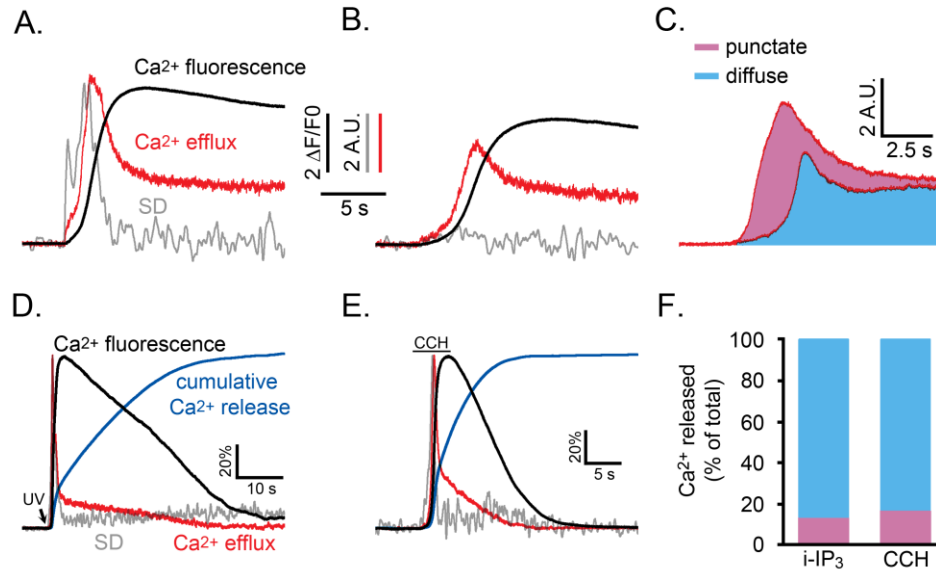 A.
Ca²⁺ fluorescence
Ca²⁺ efflux
SD
2 ΔF/F0
2 A.U.
5 s
B.
C.
punctate
diffuse
2 A.U.
2.5 s
D.
Ca²⁺ fluorescence
cumulative
Ca²⁺ release
20%
10 s
UV
SD
Ca²⁺ efflux
E.
CCH
20%
5 s
F.
Ca²⁺ released
(% of total)
100
80
60
40
20
0
i-IP₃
CCH